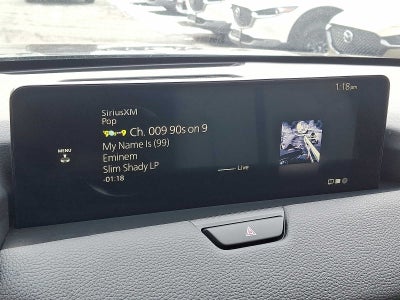 1:18pm
SiriusXM
Pop
Ch. 009 90s on 9
MENU
My Name Is (99)
Eminem
Slim Shady LP
-01:18
Live